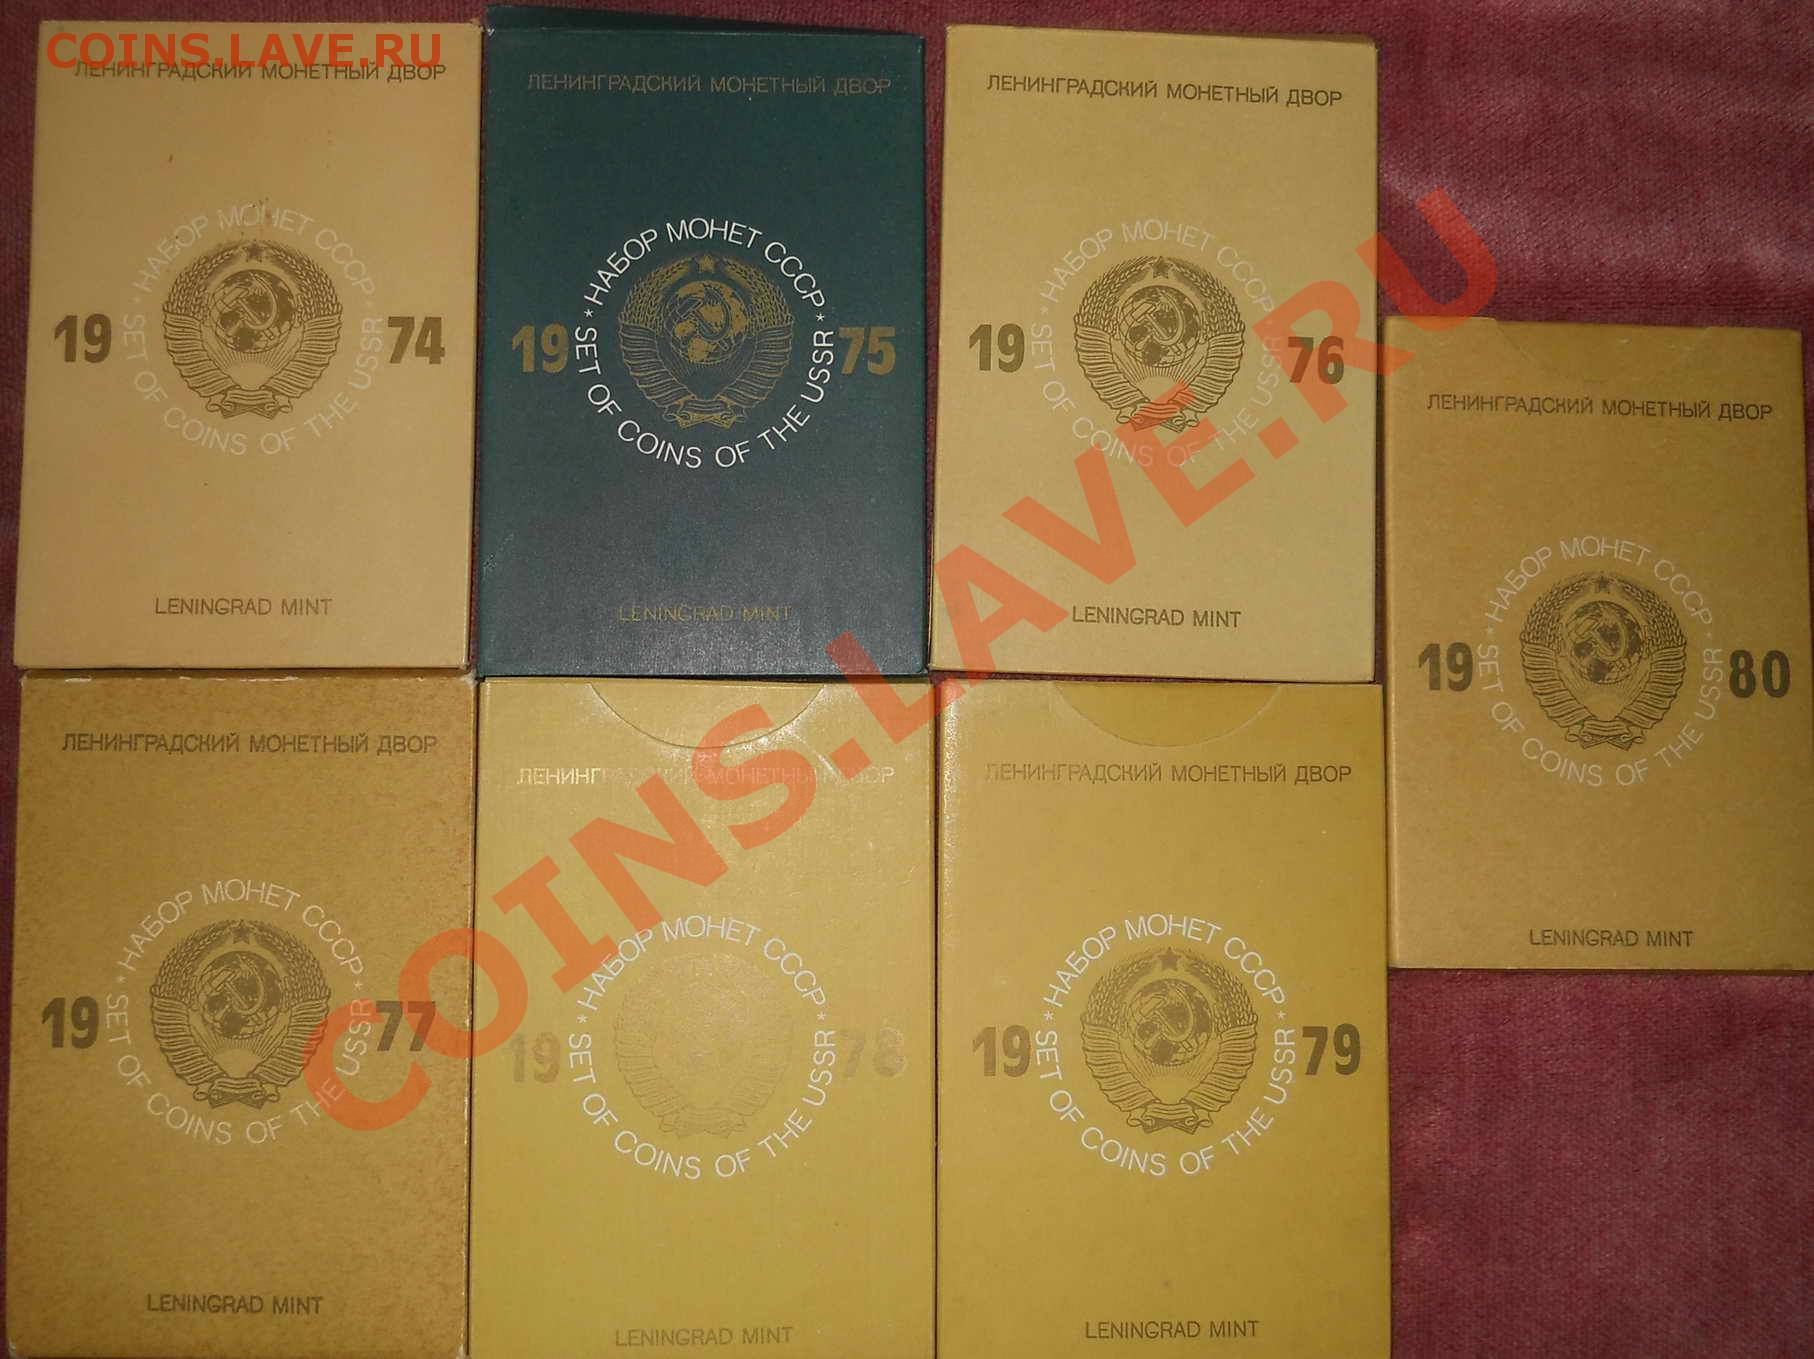 COINS.LAVE.RU
ЛЕНИНГРАДСКИЙ МОНЕТНЫЙ ДВОР
* НАБОР МОНЕТ СССР *
19 74
SET OF COINS OF THE USSR
LENINGRAD MINT
ЛЕНИНГРАДСКИЙ МОНЕТНЫЙ ДВОР
* НАБОР МОНЕТ СССР *
19 75
SET OF COINS OF THE USSR
LENINGRAD MINT
ЛЕНИНГРАДСКИЙ МОНЕТНЫЙ ДВОР
* НАБОР МОНЕТ СССР *
19 76
SET OF COINS OF THE USSR
LENINGRAD MINT
ЛЕНИНГРАДСКИЙ МОНЕТНЫЙ ДВОР
* НАБОР МОНЕТ СССР *
19 80
SET OF COINS OF THE USSR
LENINGRAD MINT
ЛЕНИНГРАДСКИЙ МОНЕТНЫЙ ДВОР
* НАБОР МОНЕТ СССР *
19 77
SET OF COINS OF THE USSR
LENINGRAD MINT
ЛЕНИНГРАДСКИЙ МОНЕТНЫЙ ДВОР
* НАБОР МОНЕТ СССР *
19 78
SET OF COINS OF THE USSR
LENINGRAD MINT
ЛЕНИНГРАДСКИЙ МОНЕТНЫЙ ДВОР
* НАБОР МОНЕТ СССР *
19 79
SET OF COINS OF THE USSR
LENINGRAD MINT
COINS.LAVE.RU